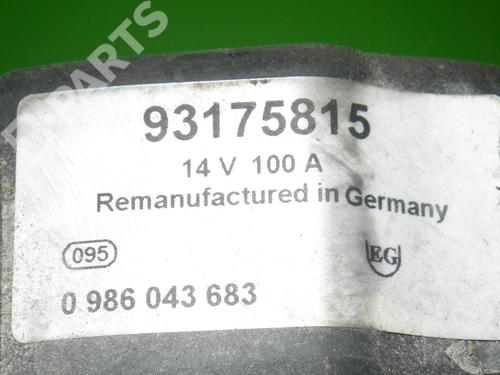 93175815
14 V 100 A
Remanufactured in Germany
095
EG
0 986 043 683